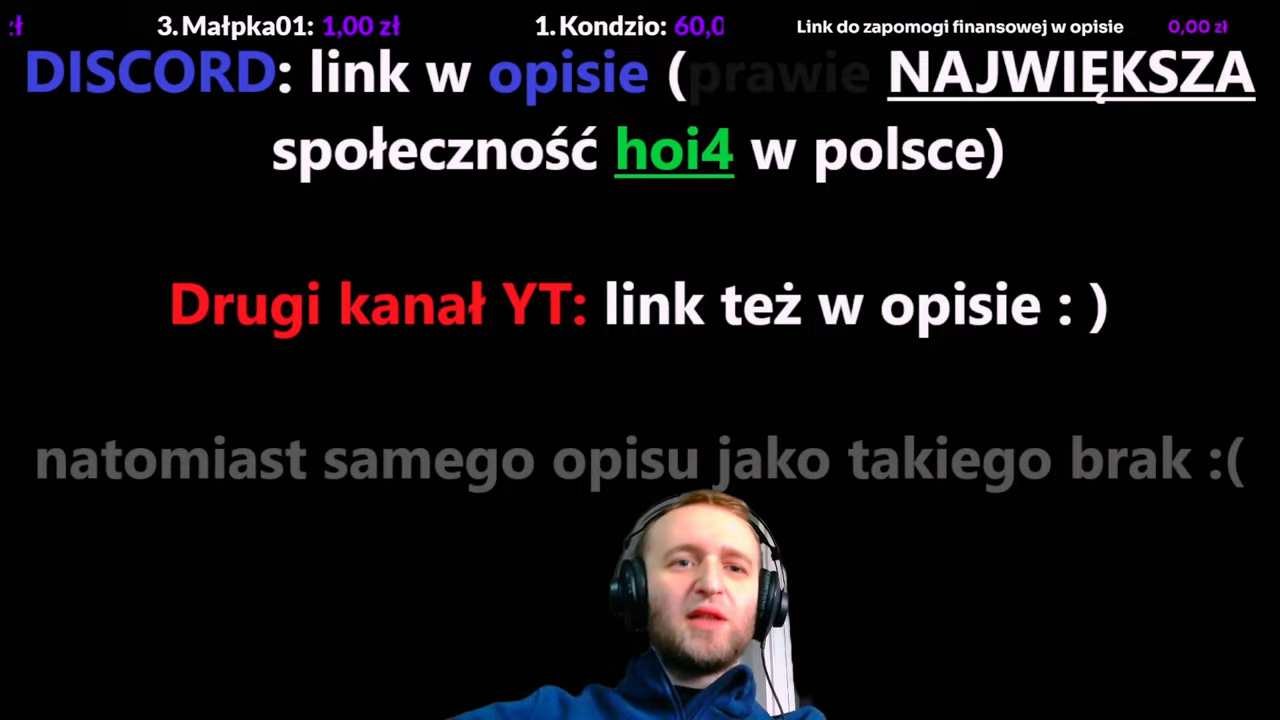 zł 3. Małpka01: 1,00 zł 1. Kondzio: 60,0 Link do zapomogi finansowej w opisie 0,00 zł
DISCORD: link w opisie (prawie NAJWIĘKSZA
społeczność hoi4 w polsce)
Drugi kanał YT: link też w opisie : )
natomiast samego opisu jako takiego brak :(